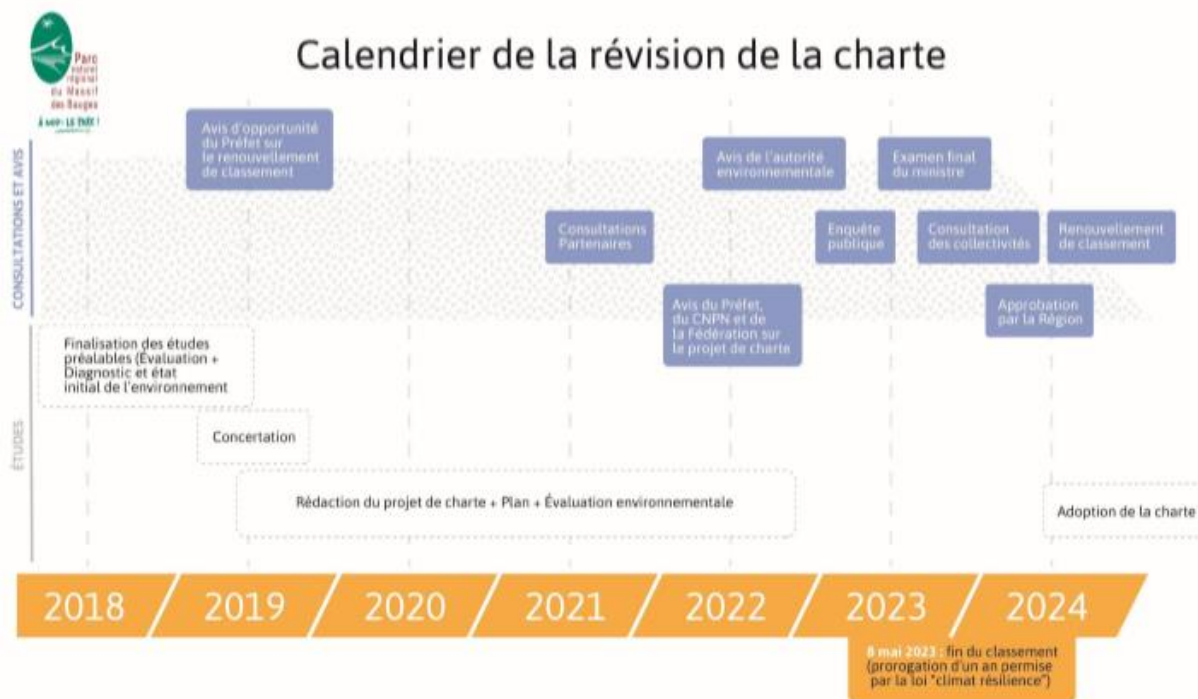 Parc
naturel
régional
du Massif
des Bauges
Calendrier de la révision de la charte
CONSULTATIONS ET AVIS
Avis d'opportunité
du Préfet sur
le renouvellement
de classement
Avis de l'autorité
environnementale
Examen final
du ministre
Consultations
Partenaires
Enquête
publique
Consultation
des collectivités
Renouvellement
de classement
Avis du Préfet,
du CNPN et de
la Fédération sur
le projet de charte
Approbation
par la Région
ÉTUDES
Finalisation des études
préalables (Évaluation +
Diagnostic et état
initial de l'environnement
Concertation
Rédaction du projet de charte + Plan + Évaluation environnementale
Adoption de la charte
2018
2019
2020
2021
2022
2023
2024
8 mai 2023 : fin du classement
(prorogation d'un an permise
par la loi "climat résilience")